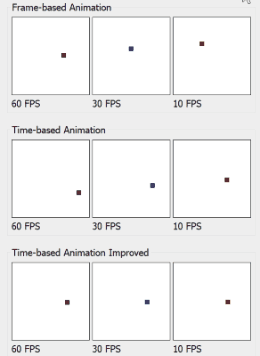 Frame-based Animation
60 FPS 30 FPS 10 FPS
Time-based Animation
60 FPS 30 FPS 10 FPS
Time-based Animation Improved
60 FPS 30 FPS 10 FPS